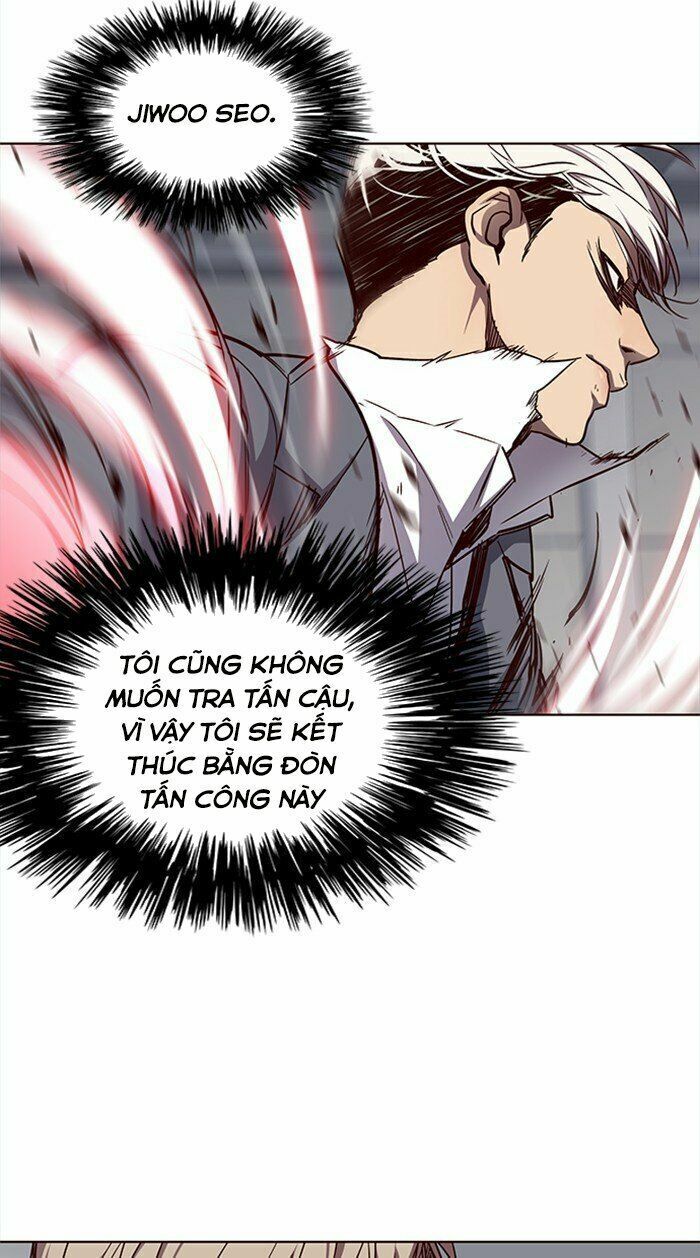 JIWOO SEO.
TÔI CŨNG KHÔNG
MUỐN TRA TẤN CẬU,
VÌ VẬY TÔI SẼ KẾT
THÚC BẰNG ĐÒN
TẤN CÔNG NÀY